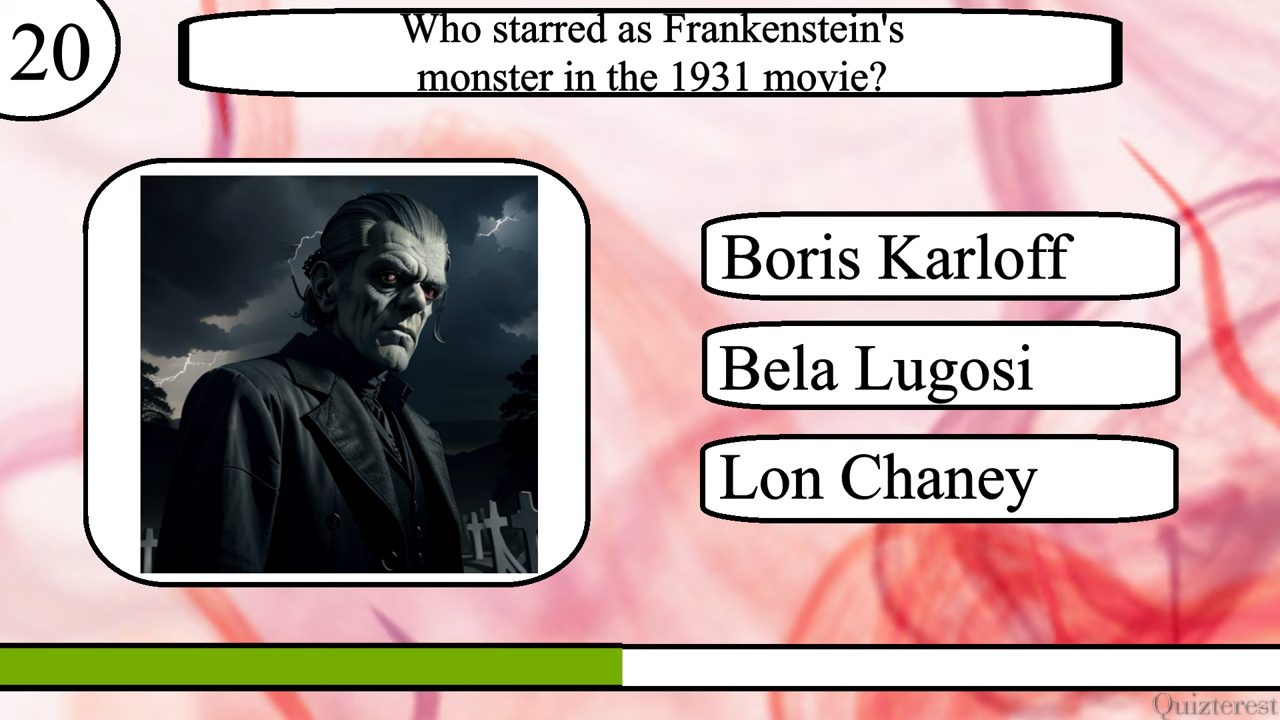 20
Who starred as Frankenstein's
monster in the 1931 movie?
Boris Karloff
Bela Lugosi
Lon Chaney
Quizterest